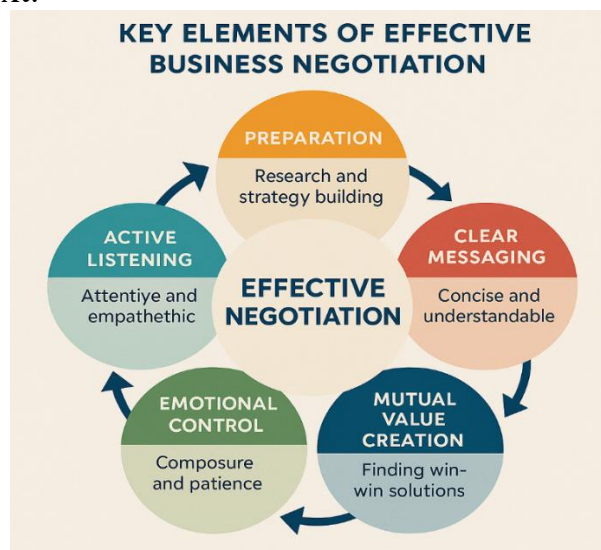 KEY ELEMENTS OF EFFECTIVE
BUSINESS NEGOTIATION
PREPARATION
Research and
strategy building
CLEAR
MESSAGING
Concise and
understandable
MUTUAL
VALUE
CREATION
Finding win-
win solutions
EMOTIONAL
CONTROL
Composure
and patience
ACTIVE
LISTENING
Attentiye and
empathethic
EFFECTIVE
NEGOTIATION